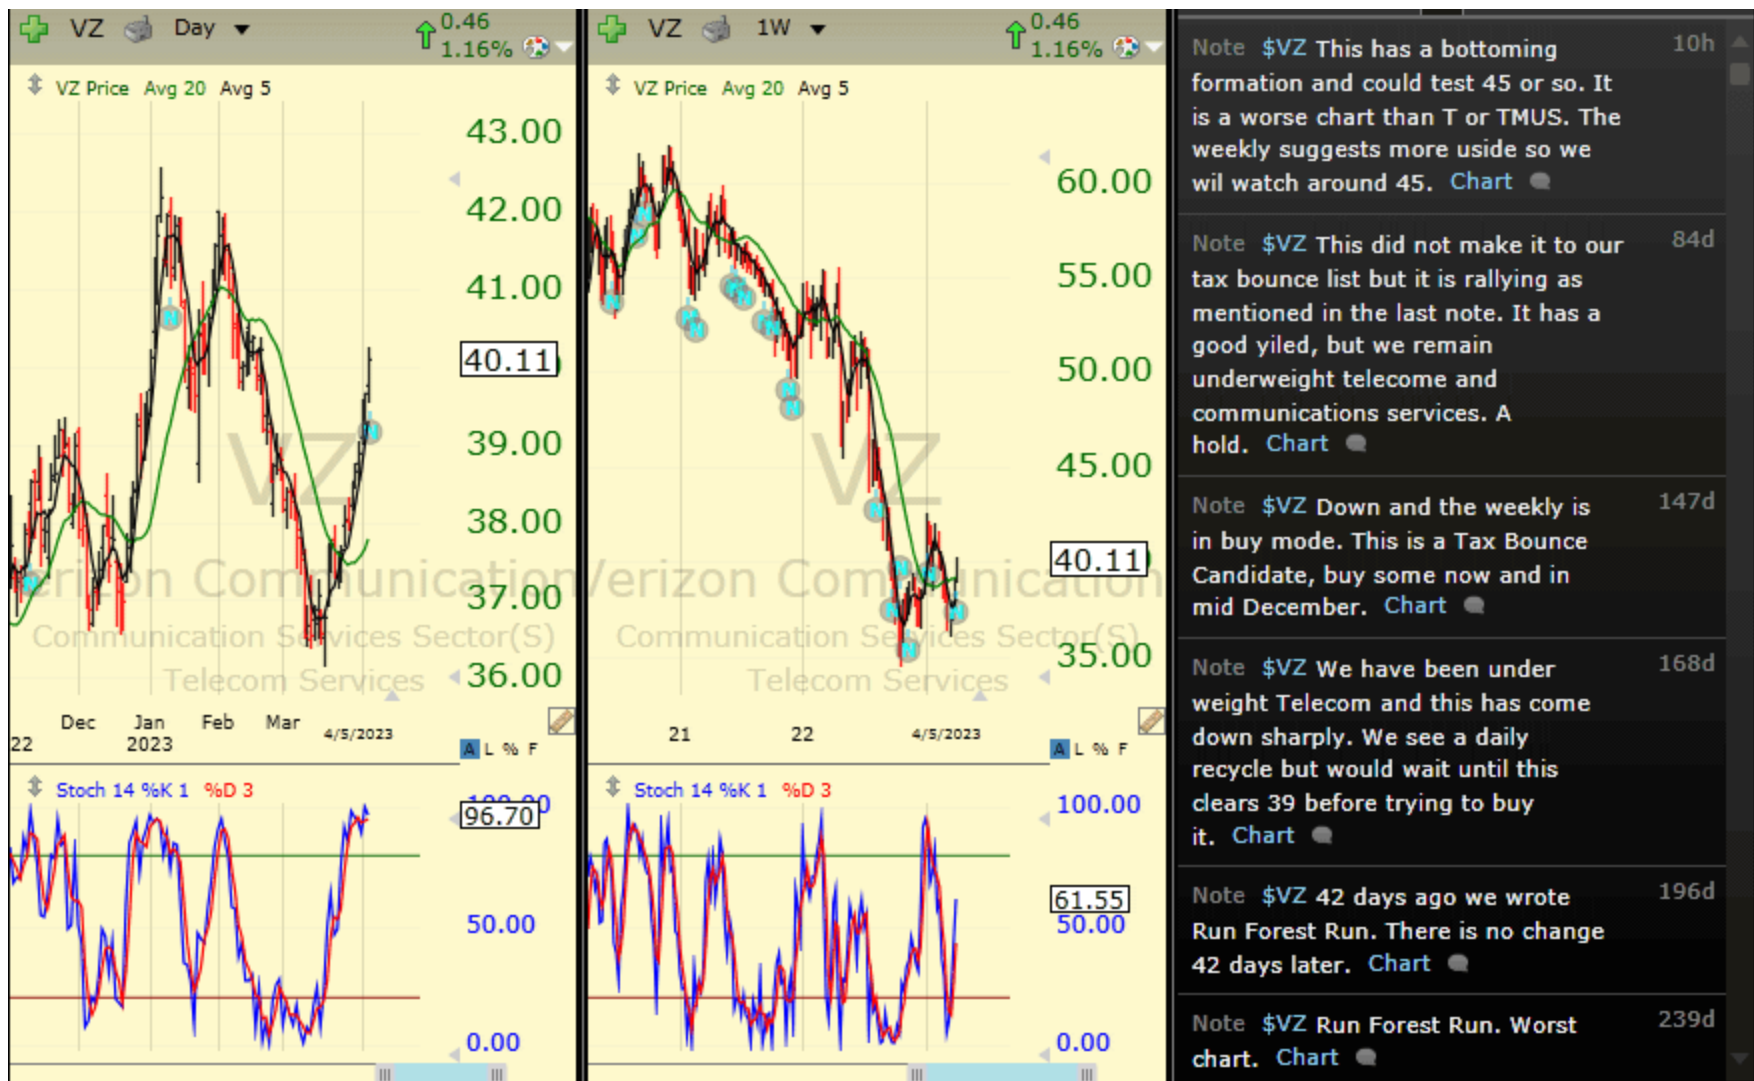 VZ Day 0.46
1.16%
VZ Price Avg 20 Avg 5
43.00
42.00
41.00
40.11
39.00
38.00
37.00
36.00
VZ
erizon Communication
Communication Services Sector(S)
Telecom Services
22 Dec Jan 2023 Feb Mar 4/5/2023
A L % F
Stoch 14 %K 1 %D 3
100.00
96.70
50.00
0.00
VZ 1W 0.46
1.16%
VZ Price Avg 20 Avg 5
60.00
55.00
50.00
45.00
40.11
35.00
VZ
Verizon Communication
Communication Services Sector(S)
Telecom Services
21 22 4/5/2023
A L % F
Stoch 14 %K 1 %D 3
100.00
61.55
50.00
0.00
Note $VZ This has a bottoming 10h
formation and could test 45 or so. It
is a worse chart than T or TMUS. The
weekly suggests more uside so we
wil watch around 45. Chart
Note $VZ This did not make it to our 84d
tax bounce list but it is rallying as
mentioned in the last note. It has a
good yiled, but we remain
underweight telecome and
communications services. A
hold. Chart
Note $VZ Down and the weekly is 147d
in buy mode. This is a Tax Bounce
Candidate, buy some now and in
mid December. Chart
Note $VZ We have been under 168d
weight Telecom and this has come
down sharply. We see a daily
recycle but would wait until this
clears 39 before trying to buy
it. Chart
Note $VZ 42 days ago we wrote 196d
Run Forest Run. There is no change
42 days later. Chart
Note $VZ Run Forest Run. Worst 239d
chart. Chart